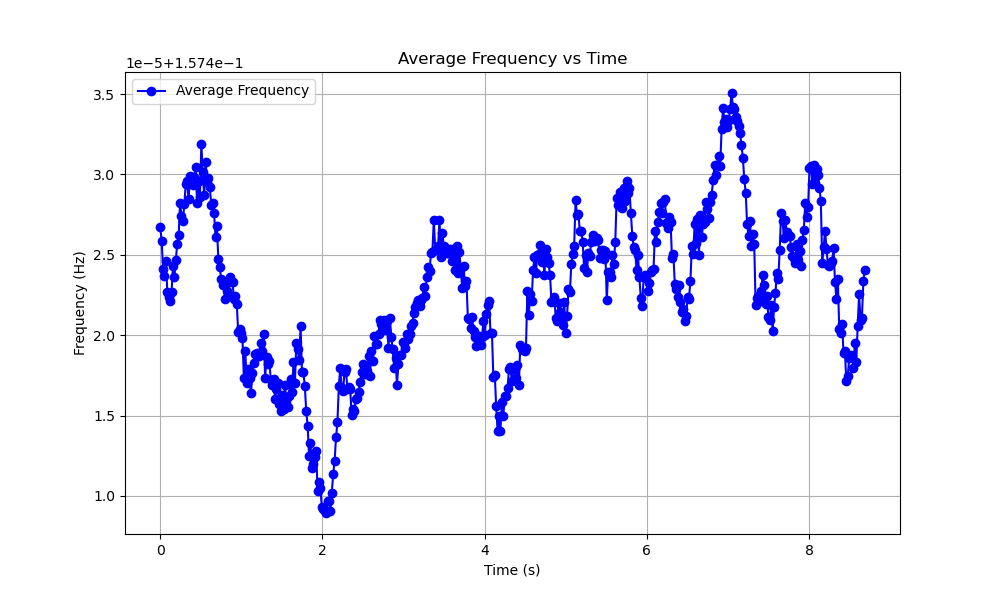 Average Frequency vs Time
1e−5+1.574e−1
Average Frequency
3.5
3.0
2.5
2.0
1.5
1.0
Frequency (Hz)
0 2 4 6 8
Time (s)